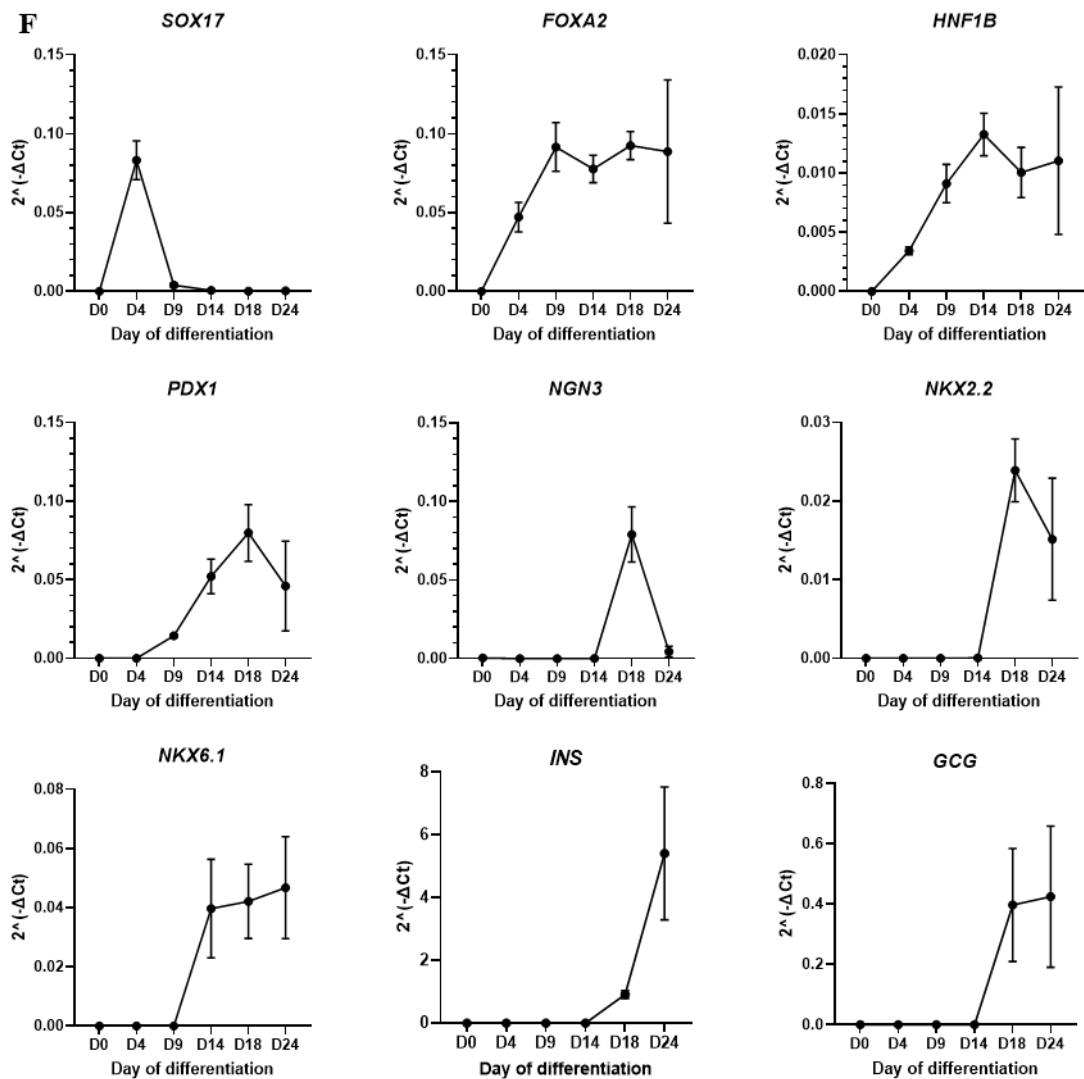 F
SOX17
0.15
0.10
0.05
0.00
2^ (-ΔCt)
D0 D4 D9 D14 D18 D24
Day of differentiation
FOXA2
0.15
0.10
0.05
0.00
2^ (-ΔCt)
D0 D4 D9 D14 D18 D24
Day of differentiation
HNF1B
0.020
0.015
0.010
0.005
0.000
2^ (-ΔCt)
D0 D4 D9 D14 D18 D24
Day of differentiation
PDX1
0.15
0.10
0.05
0.00
2^ (-ΔCt)
D0 D4 D9 D14 D18 D24
Day of differentiation
NGN3
0.15
0.10
0.05
0.00
2^ (-ΔCt)
D0 D4 D9 D14 D18 D24
Day of differentiation
NKX2.2
0.03
0.02
0.01
0.00
2^ (-ΔCt)
D0 D4 D9 D14 D18 D24
Day of differentiation
NKX6.1
0.08
0.06
0.04
0.02
0.00
2^ (-ΔCt)
D0 D4 D9 D14 D18 D24
Day of differentiation
INS
8
6
4
2
0
2^ (-ΔCt)
D0 D4 D9 D14 D18 D24
Day of differentiation
GCG
0.8
0.6
0.4
0.2
0.0
2^ (-ΔCt)
D0 D4 D9 D14 D18 D24
Day of differentiation